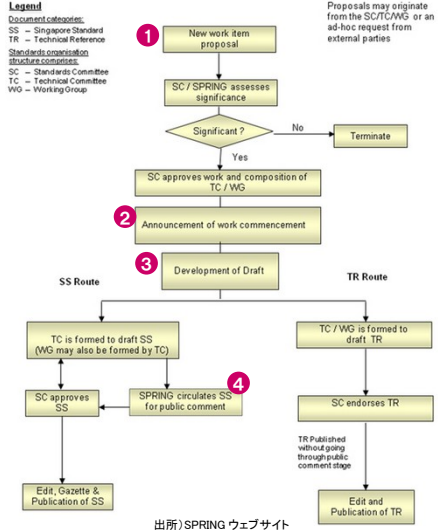 Legend
Document categories:
SS – Singapore Standard
TR – Technical Reference
Standards organisation
structure comprises:
SC – Standards Committee
TC – Technical Committee
WG – Working Group
Proposals may originate
from the SC/TC/WG or an
ad-hoc request from
external parties
1
New work item
proposal
SC / SPRING assesses
significance
Significant ?
No
Terminate
Yes
SC approves work and composition of
TC / WG
2
Announcement of work commencement
3
Development of Draft
SS Route
TR Route
TC is formed to draft SS
(WG may also be formed by TC)
TC / WG is formed to
draft TR
4
SC approves
SS
SPRING circulates SS
for public comment
SC endorses TR
TR Published
without going
through public
comment stage
Edit, Gazette &
Publication of SS
Edit and
Publication of TR
出所)SPRING ウェブサイト